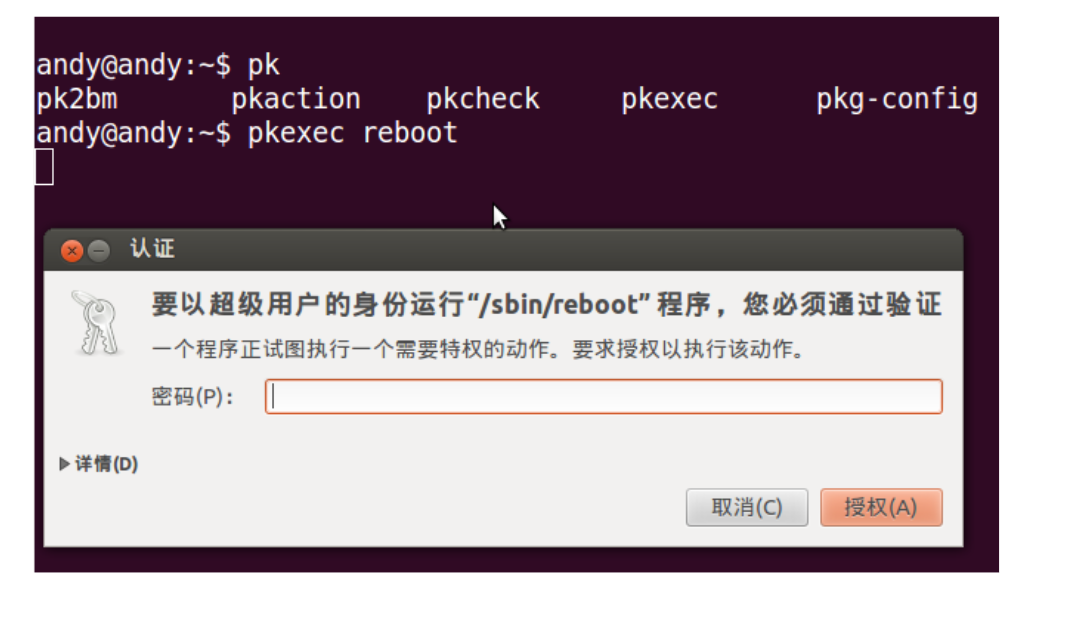 andy@andy:~$ pk
pk2bm pkaction pkcheck pkexec pkg-config
andy@andy:~$ pkexec reboot
认证
要以超级用户的身份运行“/sbin/reboot” 程序，您必须通过验证
一个程序正试图执行一个需要特权的动作。要求授权以执行该动作。
密码(P)：
详情(D)
取消(C) 授权(A)